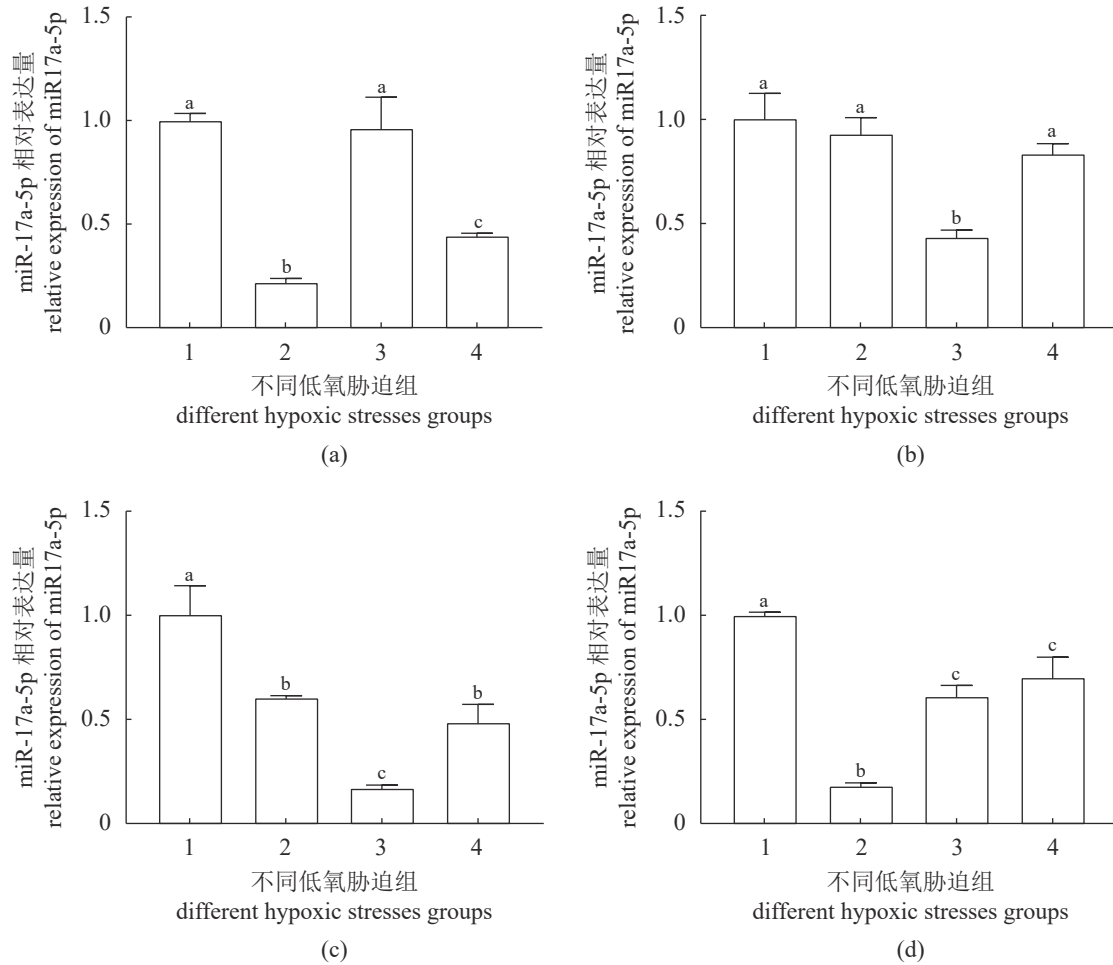 miR-17a-5p 相对表达量
relative expression of miR17a-5p
1.5
1.0
0.5
0
a
b
a
c
1 2 3 4
不同低氧胁迫组
different hypoxic stresses groups
(a)
miR-17a-5p 相对表达量
relative expression of miR17a-5p
1.5
1.0
0.5
0
a
a
b
a
1 2 3 4
不同低氧胁迫组
different hypoxic stresses groups
(b)
miR-17a-5p 相对表达量
relative expression of miR17a-5p
1.5
1.0
0.5
0
a
b
c
b
1 2 3 4
不同低氧胁迫组
different hypoxic stresses groups
(c)
miR-17a-5p 相对表达量
relative expression of miR17a-5p
1.5
1.0
0.5
0
a
b
c
c
1 2 3 4
不同低氧胁迫组
different hypoxic stresses groups
(d)